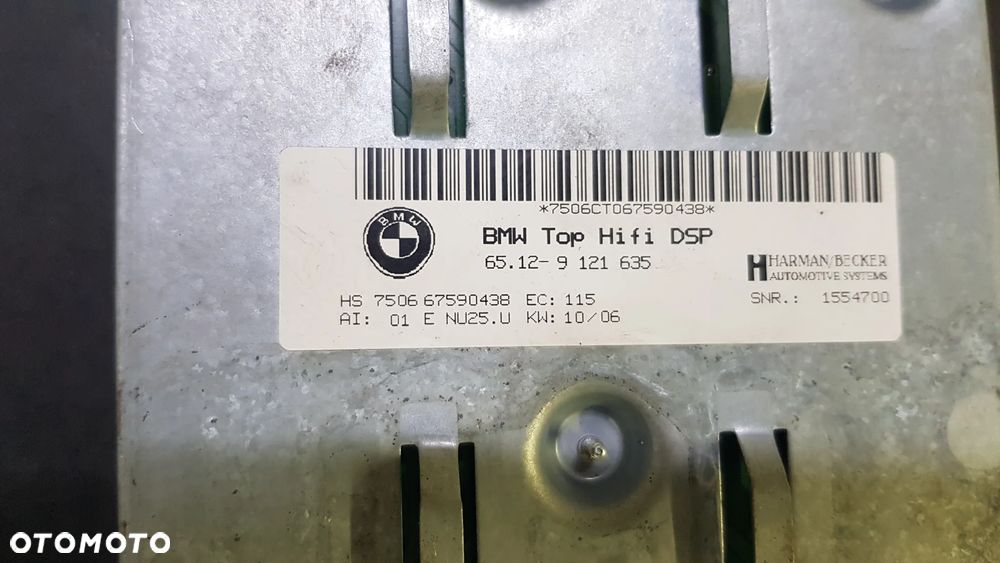 *7506CT067590438*
BMW
BMW Top Hifi DSP
65.12- 9 121 635
HARMAN/BECKER
AUTOMOTIVE SYSTEMS
HS 7506 67590438 EC: 115
SNR.: 1554700
AI: 01 E NU25.U KW: 10/06
OTOMOTO